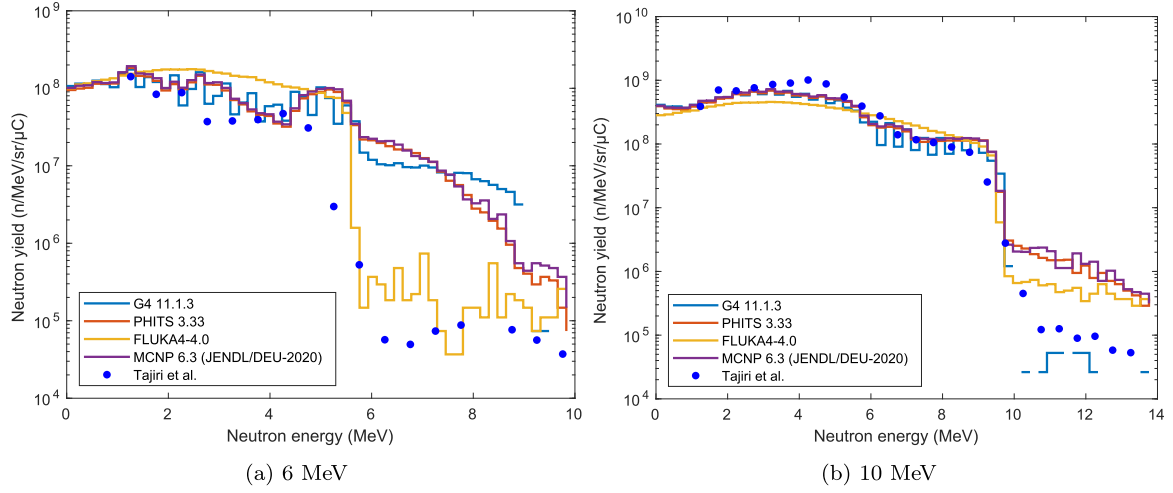 Neutron yield (n/MeV/sr/μC)
10^9
10^8
10^7
10^6
10^5
10^4
G4 11.1.3
PHITS 3.33
FLUKA4-4.0
MCNP 6.3 (JENDL/DEU-2020)
Tajiri et al.
0 2 4 6 8 10
Neutron energy (MeV)
(a) 6 MeV
Neutron yield (n/MeV/sr/μC)
10^10
10^9
10^8
10^7
10^6
10^5
10^4
G4 11.1.3
PHITS 3.33
FLUKA4-4.0
MCNP 6.3 (JENDL/DEU-2020)
Tajiri et al.
0 2 4 6 8 10 12 14
Neutron energy (MeV)
(b) 10 MeV